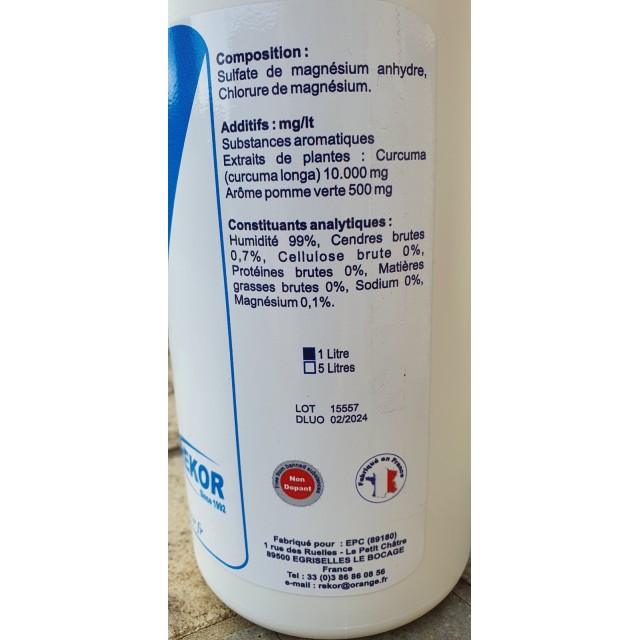 Composition :
Sulfate de magnésium anhydre,
Chlorure de magnésium.
Additifs : mg/lt
Substances aromatiques
Extraits de plantes : Curcuma
(curcuma longa) 10.000 mg
Arôme pomme verte 500 mg
Constituants analytiques :
Humidité 99%, Cendres brutes
0,7%, Cellulose brute 0%,
Protéines brutes 0%, Matières
grasses brutes 0%, Sodium 0%,
Magnésium 0,1%.
1 Litre
5 Litres
LOT 15557
DLUO 02/2024
EKOR
Since 1992
Non
Dopant
Fabriqué en France
Fabriqué pour : EPC (89180)
1 rue des Ruelles - Le Petit Châtre
89500 EGRISELLES LE BOCAGE
France
Tel : 33 (0)3 86 86 08 56
e-mail : rekor@orange.fr